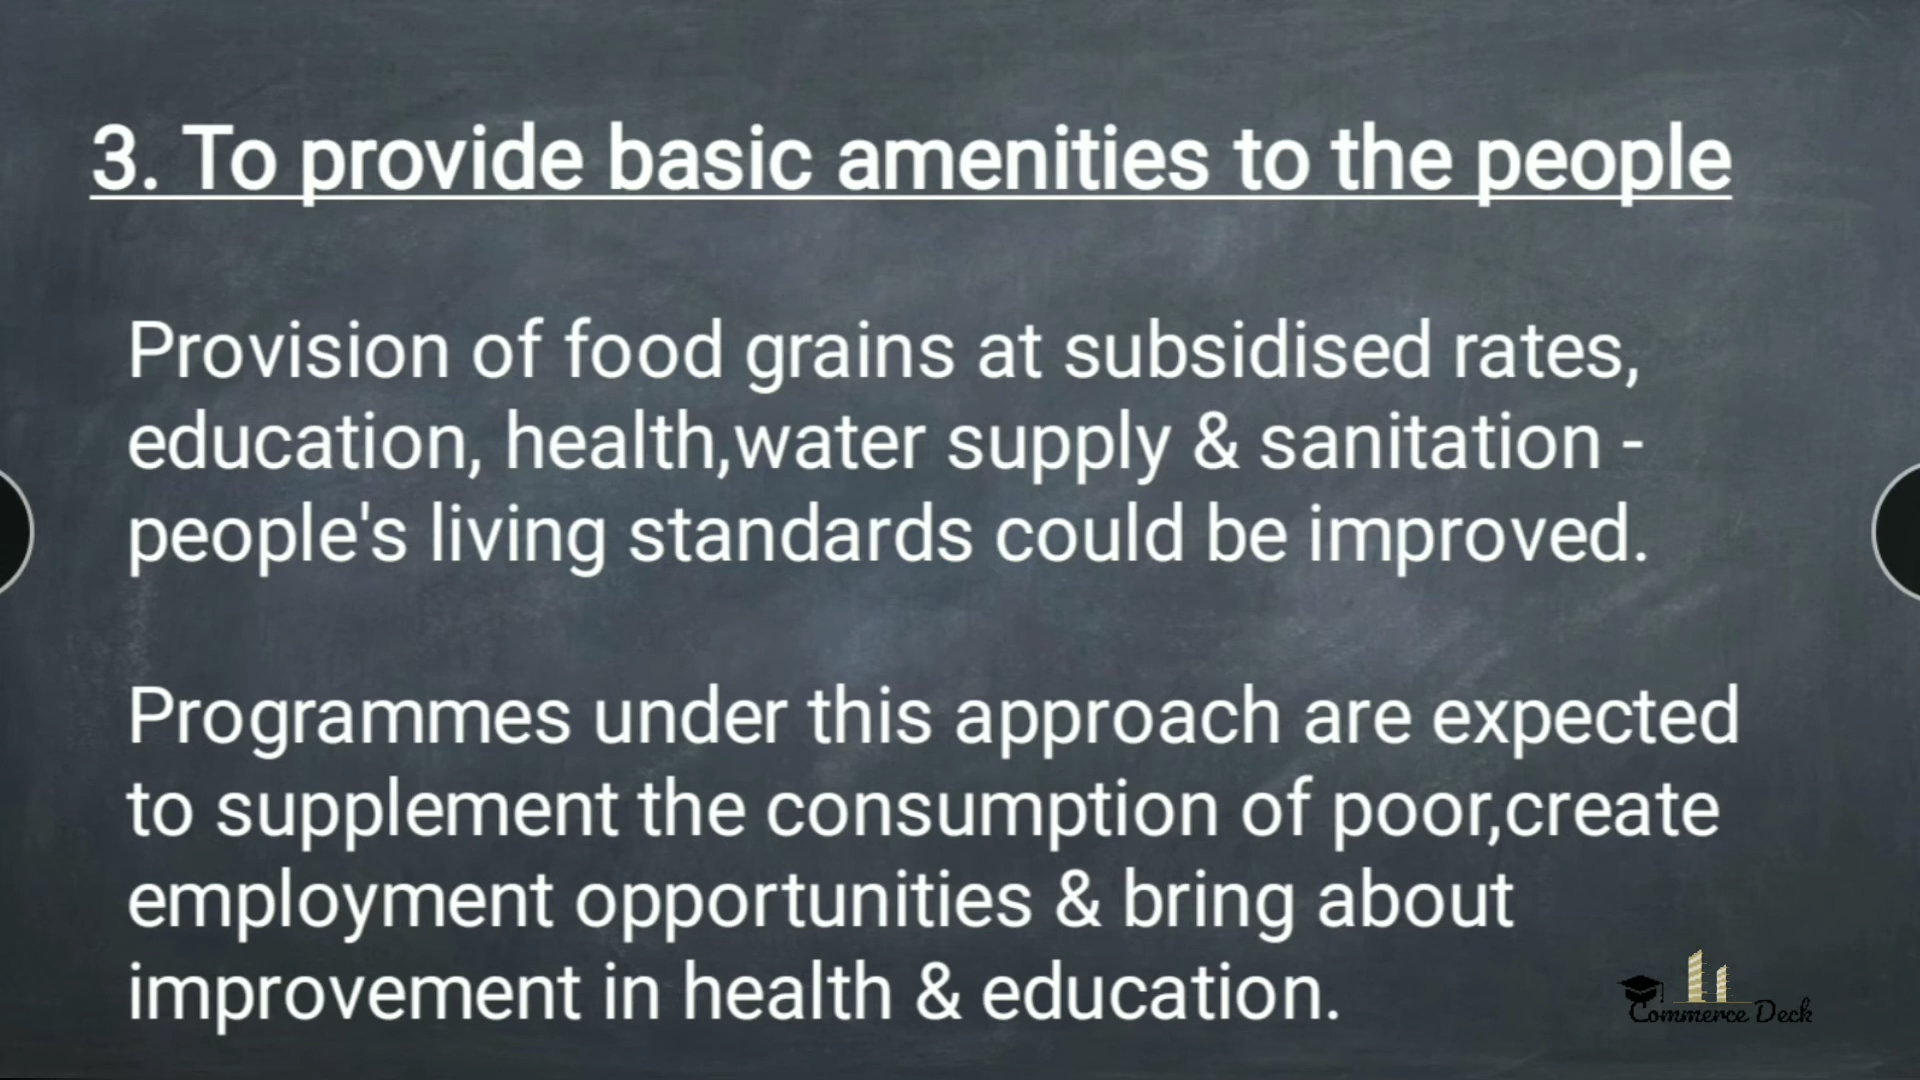 3. To provide basic amenities to the people
Provision of food grains at subsidised rates,
education, health,water supply & sanitation -
people's living standards could be improved.
Programmes under this approach are expected
to supplement the consumption of poor,create
employment opportunities & bring about
improvement in health & education.
Commerce Deck